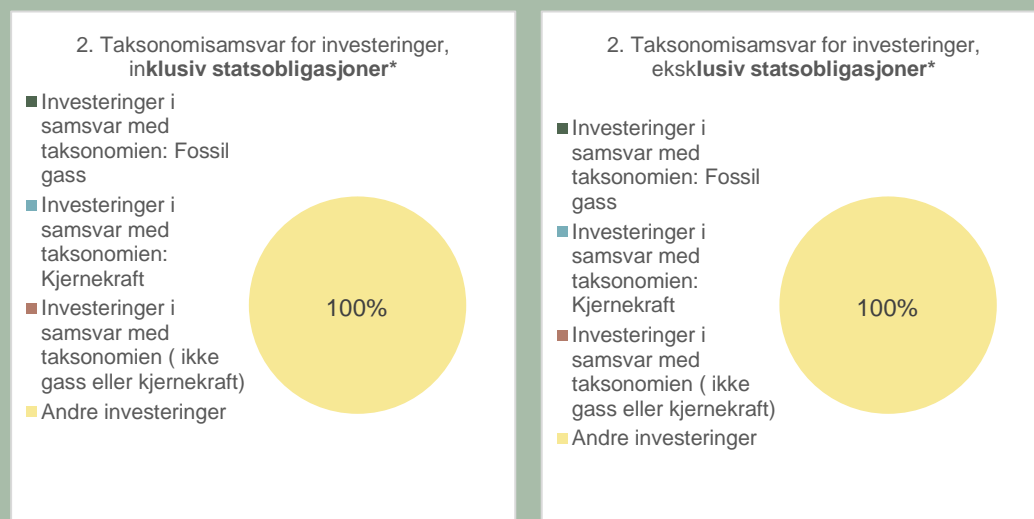 2. Taksonomisamsvar for investeringer,
inklusiv statsobligasjoner*
Investeringer i
samsvar med
taksonomien: Fossil
gass
Investeringer i
samsvar med
taksonomien:
Kjernekraft
Investeringer i
samsvar med
taksonomien ( ikke
gass eller kjernekraft)
Andre investeringer
100%
2. Taksonomisamsvar for investeringer,
eksklusiv statsobligasjoner*
Investeringer i
samsvar med
taksonomien: Fossil
gass
Investeringer i
samsvar med
taksonomien:
Kjernekraft
Investeringer i
samsvar med
taksonomien ( ikke
gass eller kjernekraft)
Andre investeringer
100%